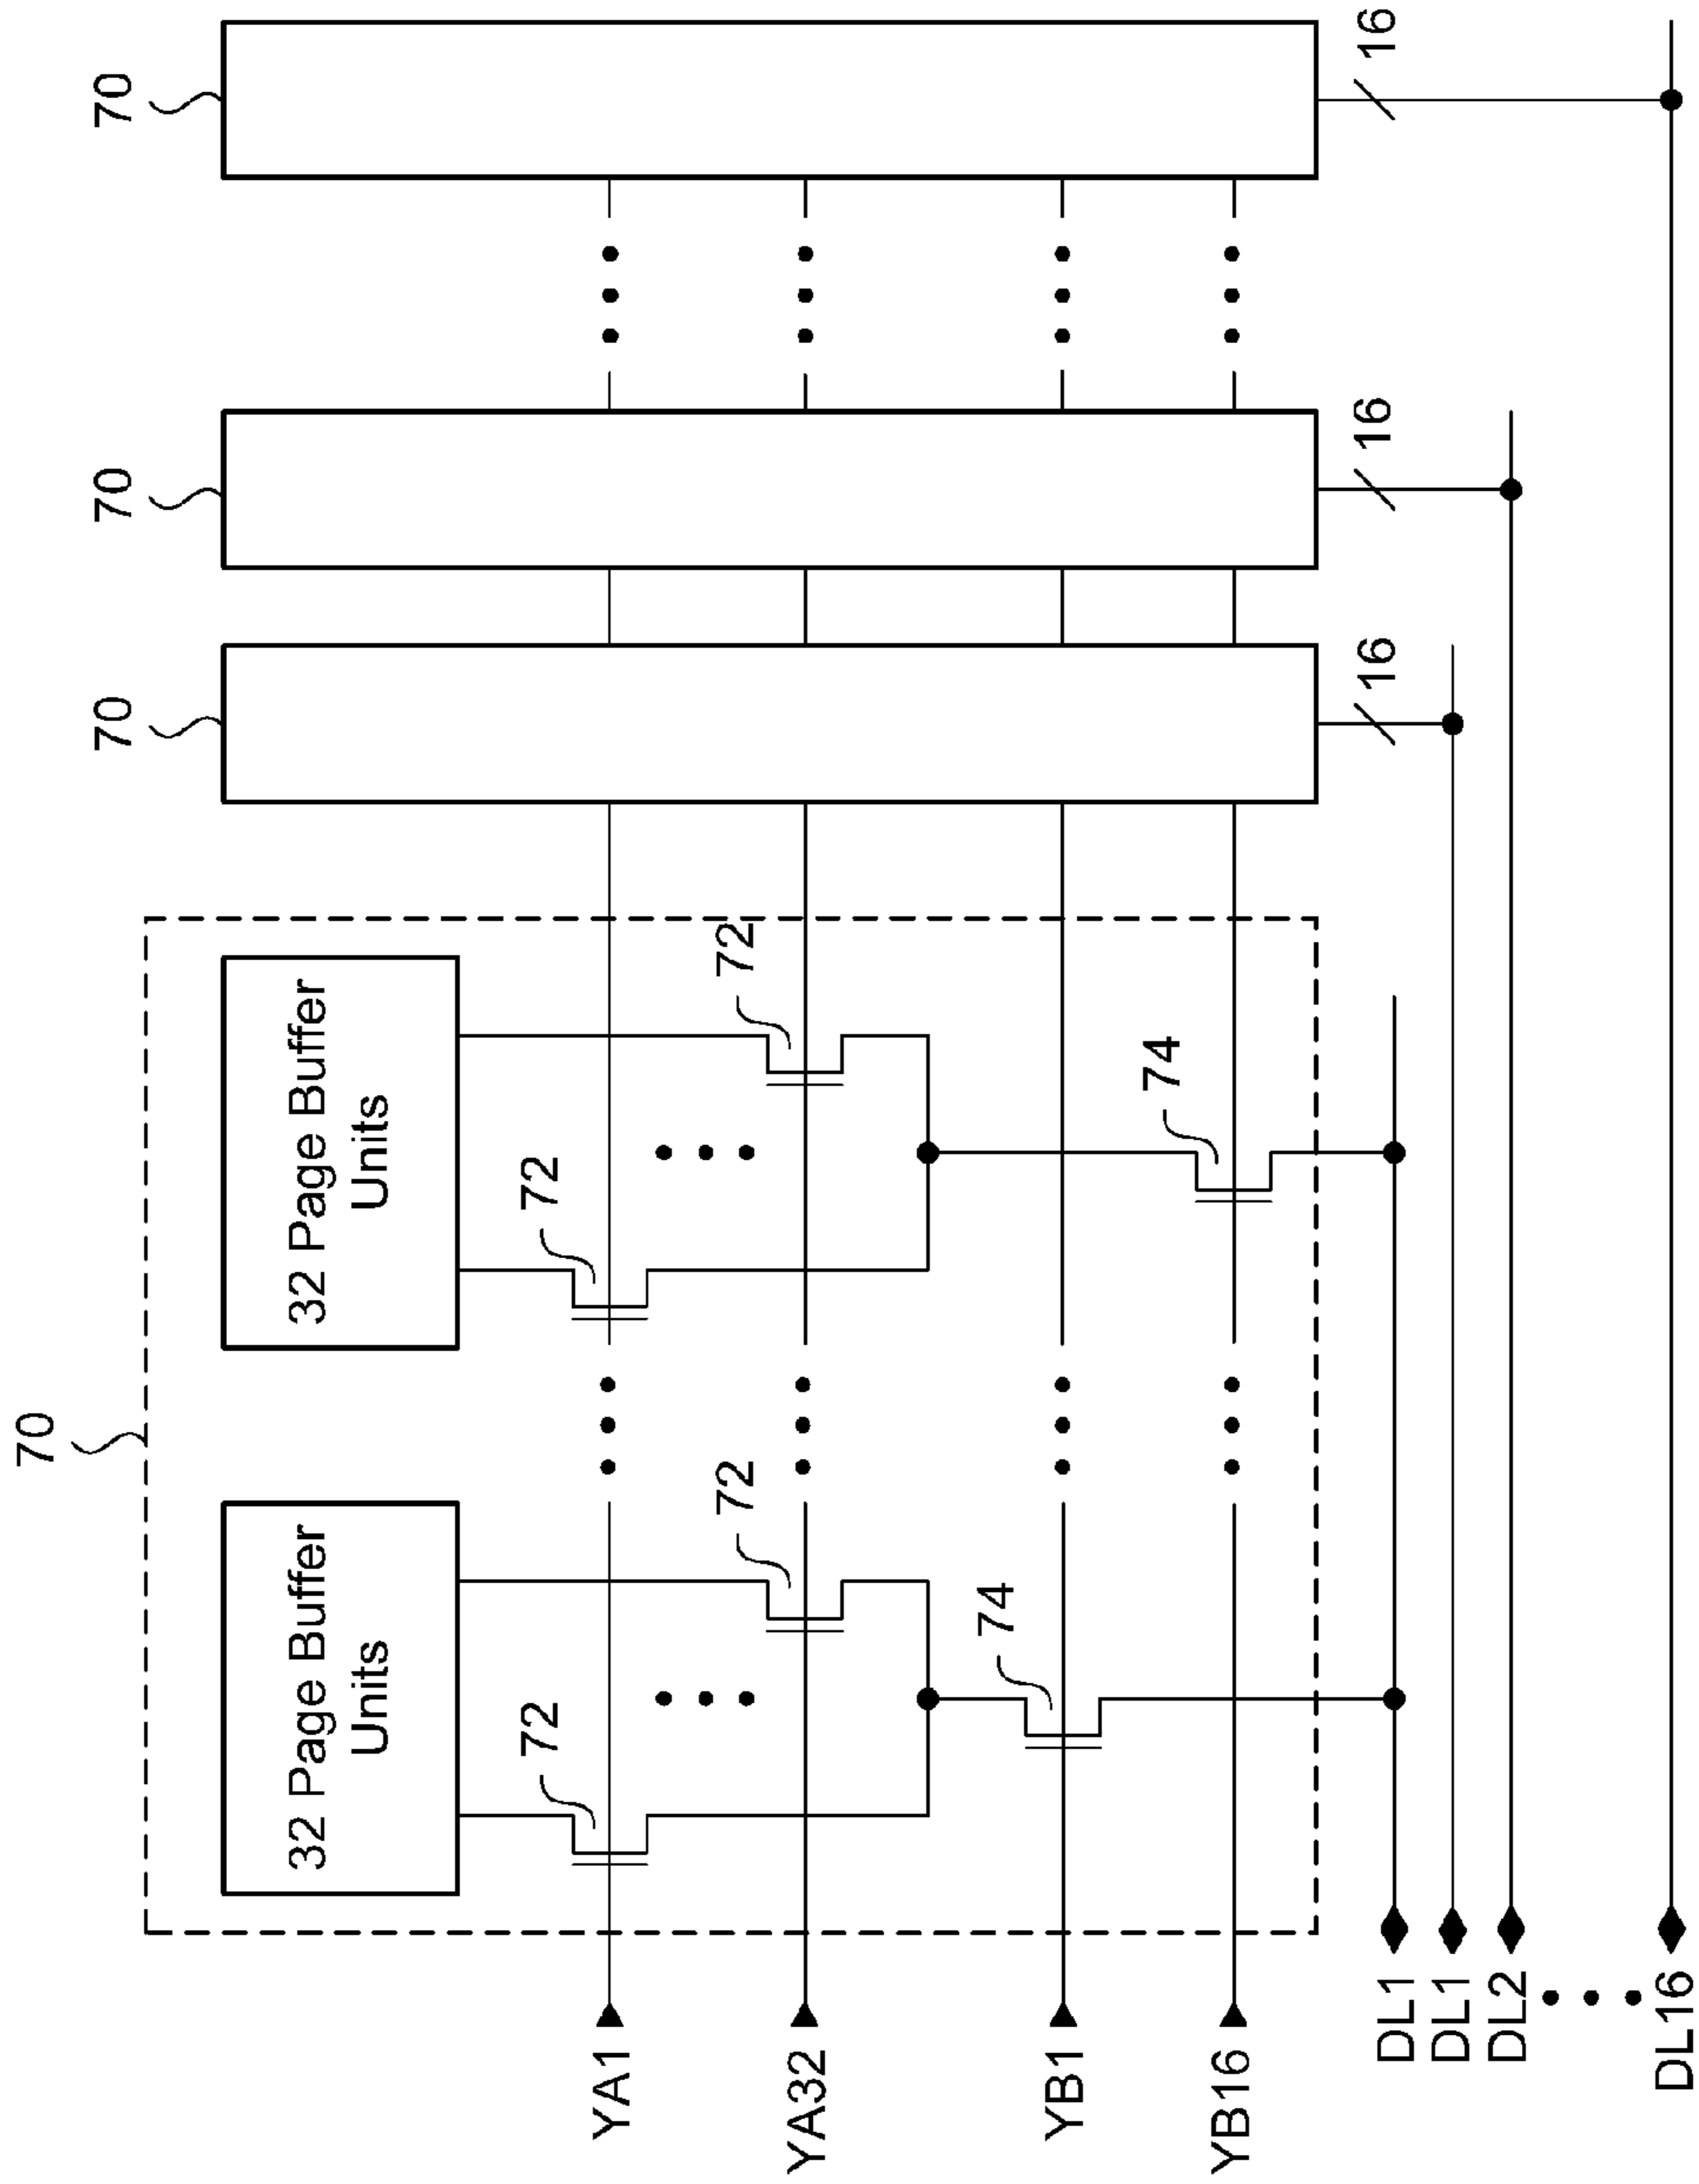 70
70
70
70
32 Page Buffer
Units
32 Page Buffer
Units
72
72
YA1
72
72
YA32
74
YB1
74
YB16
16
16
16
DL1
DL1
DL2
DL16